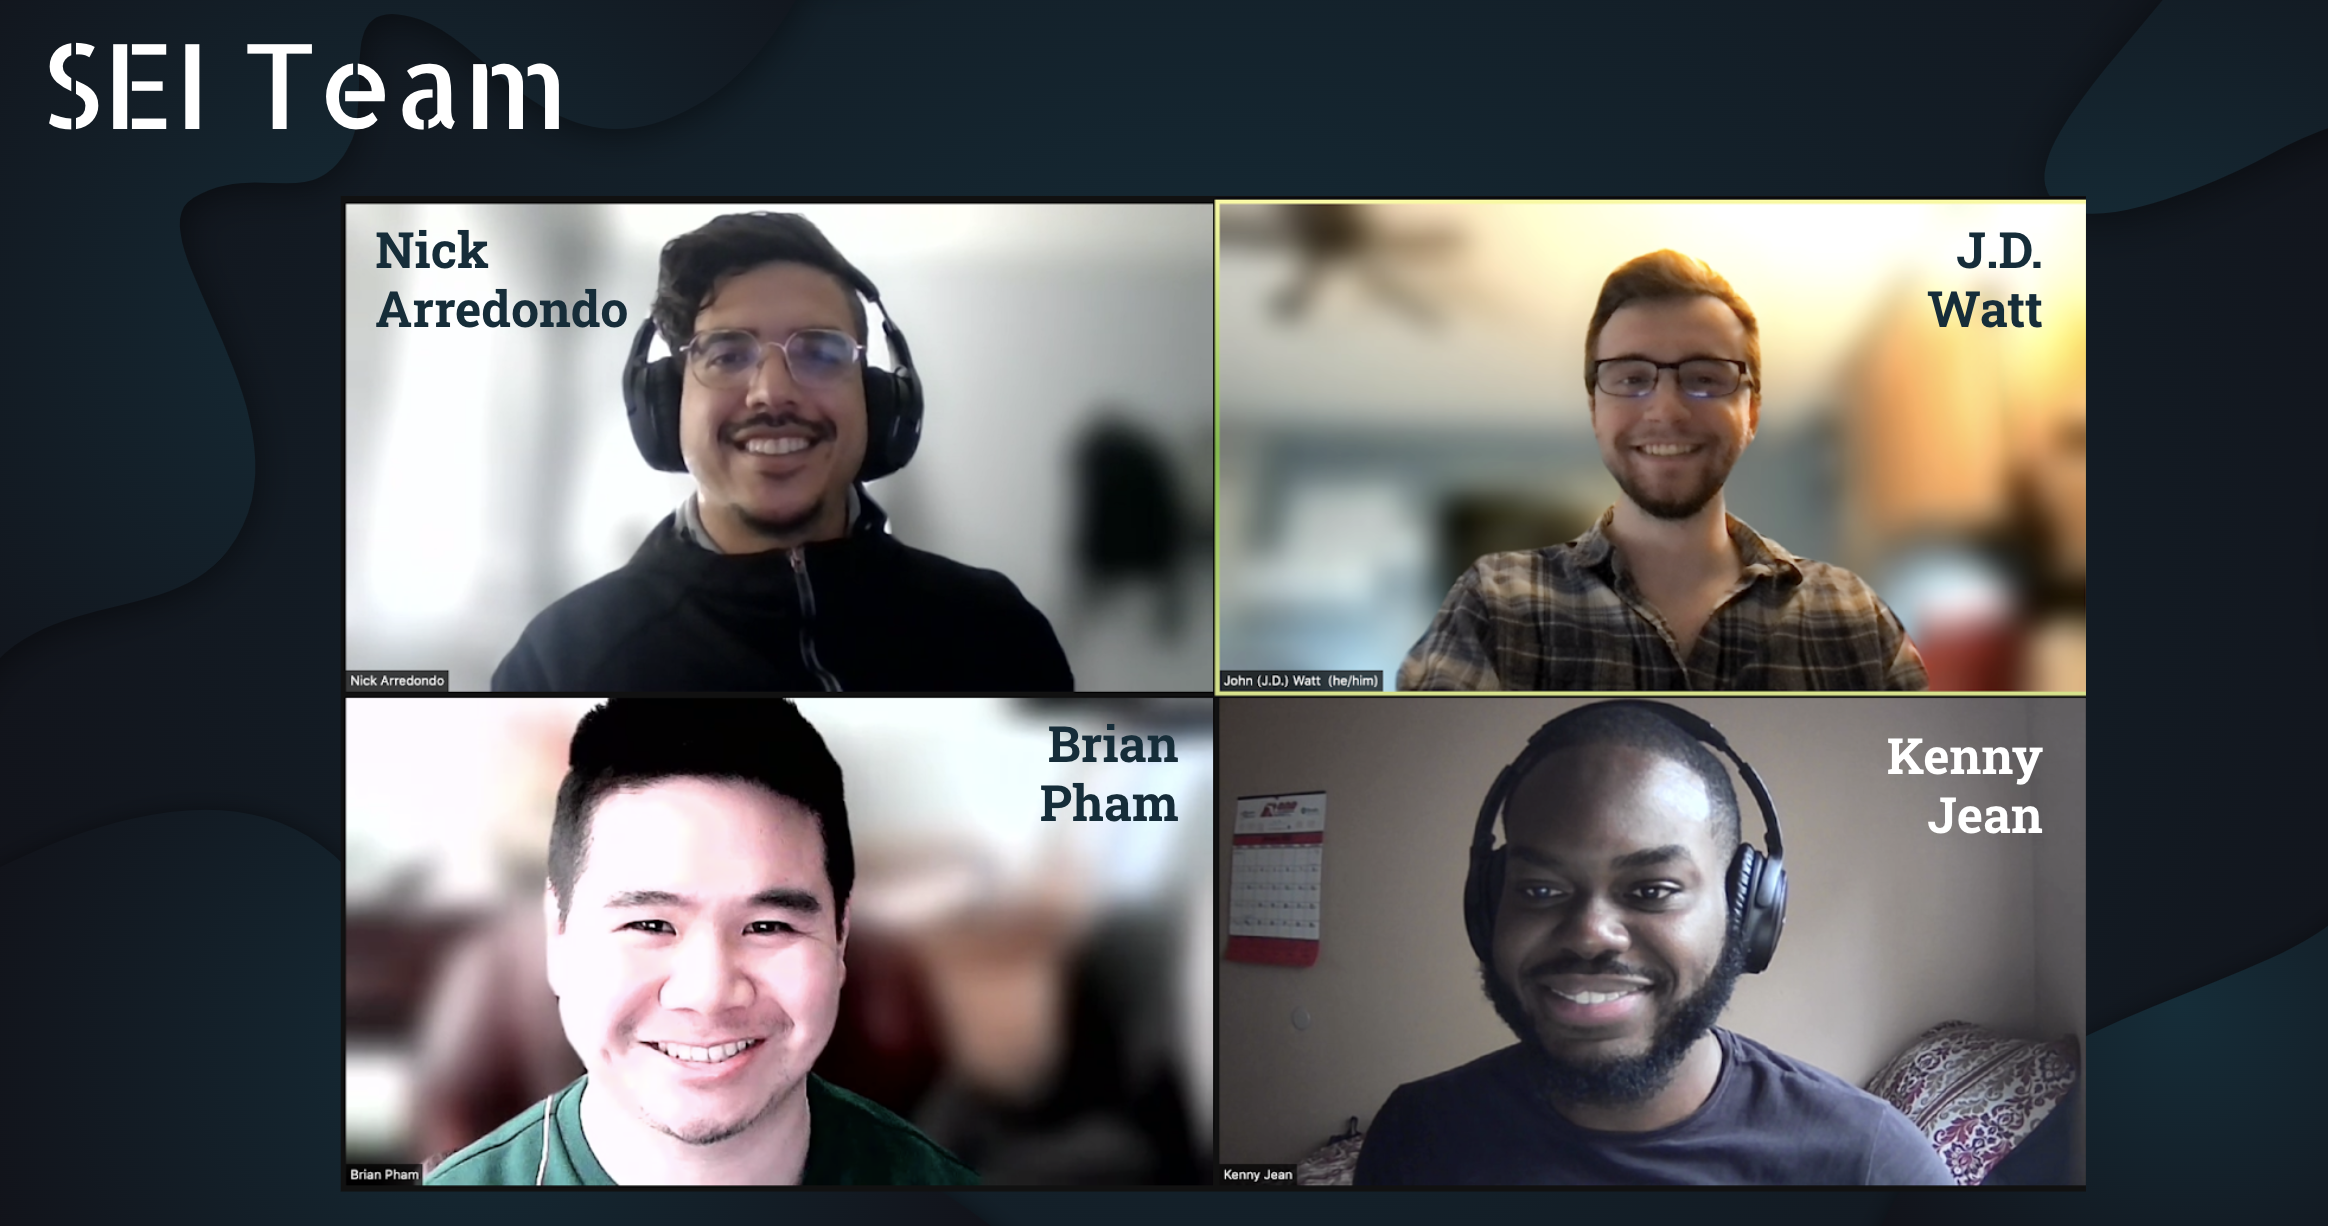 SEI Team
Nick
Arredondo
Nick Arredondo
J.D.
Watt
John (J.D.) Watt (he/him)
Brian
Pham
Brian Pham
Kenny
Jean
Kenny Jean